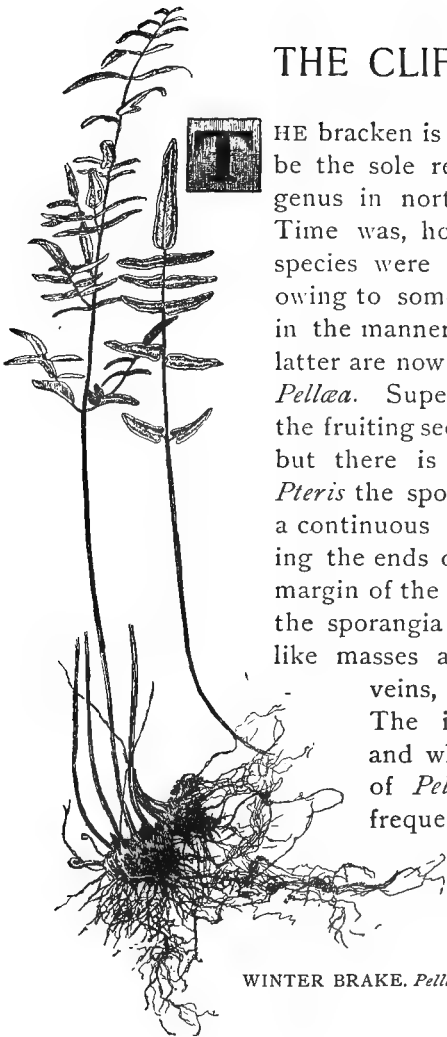 THE CLIF
THE bracken is
be the sole re
genus in nort
Time was, ho
species were
owing to som
in the manner
latter are now
Pellæa. Supe
the fruiting se
but there is
Pteris the spo
a continuous
ing the ends o
margin of the
the sporangia
like masses a
veins,
The i
and wh
of Pel
freque
WINTER BRAKE. Pell